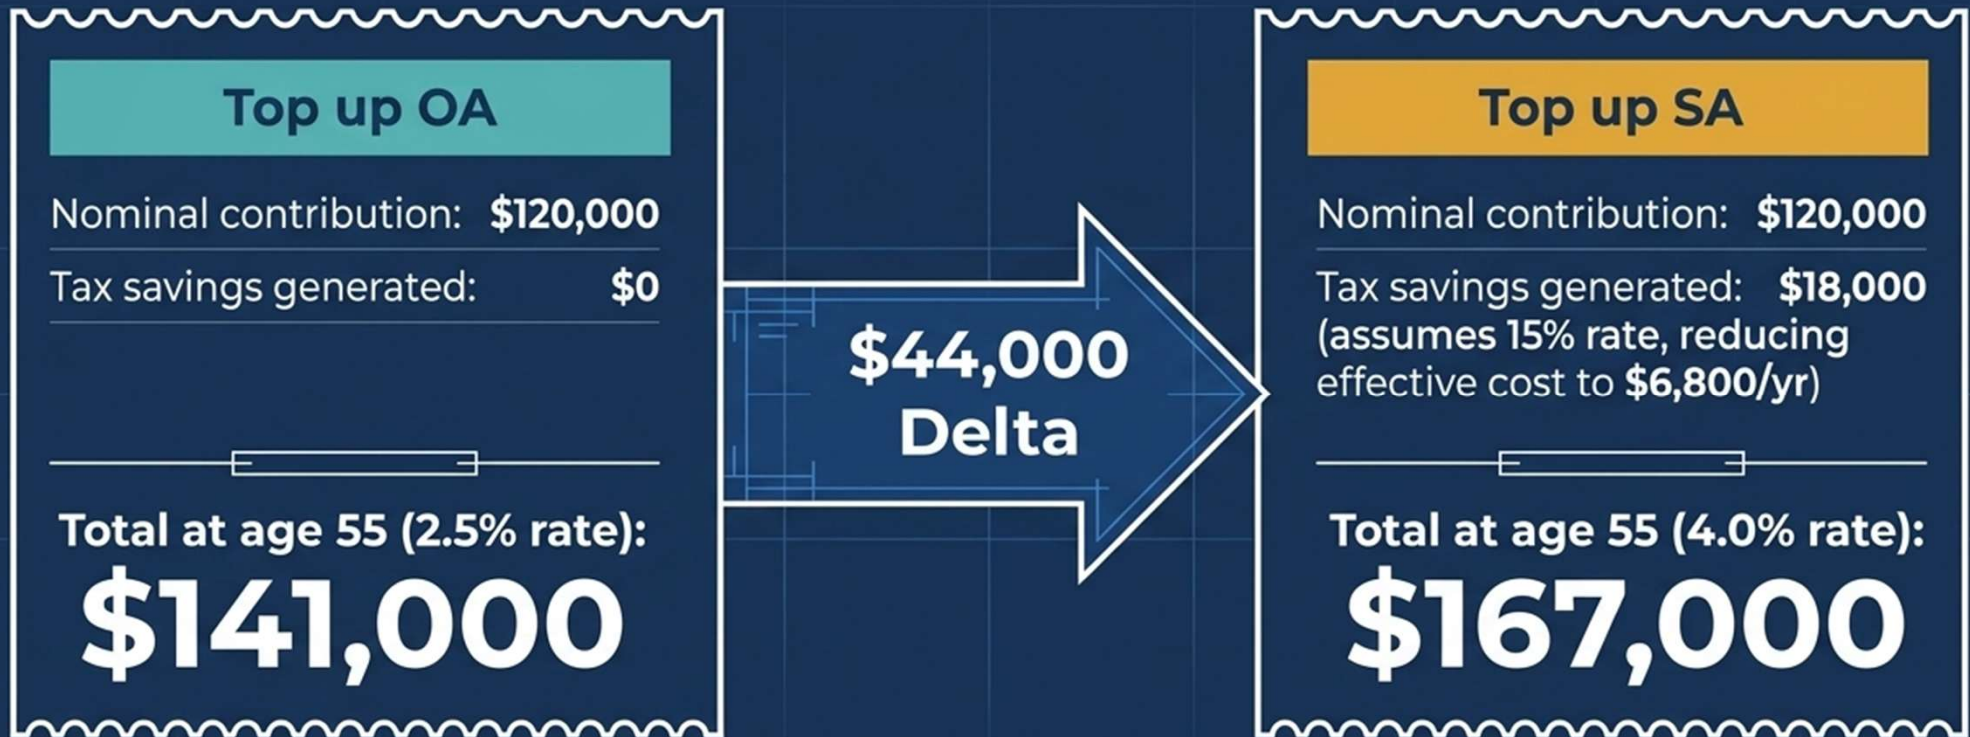 Top up OA
Nominal contribution: $120,000
Tax savings generated: $0
Total at age 55 (2.5% rate):
$141,000
$44,000
Delta
Top up SA
Nominal contribution: $120,000
Tax savings generated: $18,000
(assumes 15% rate, reducing
effective cost to $6,800/yr)
Total at age 55 (4.0% rate):
$167,000